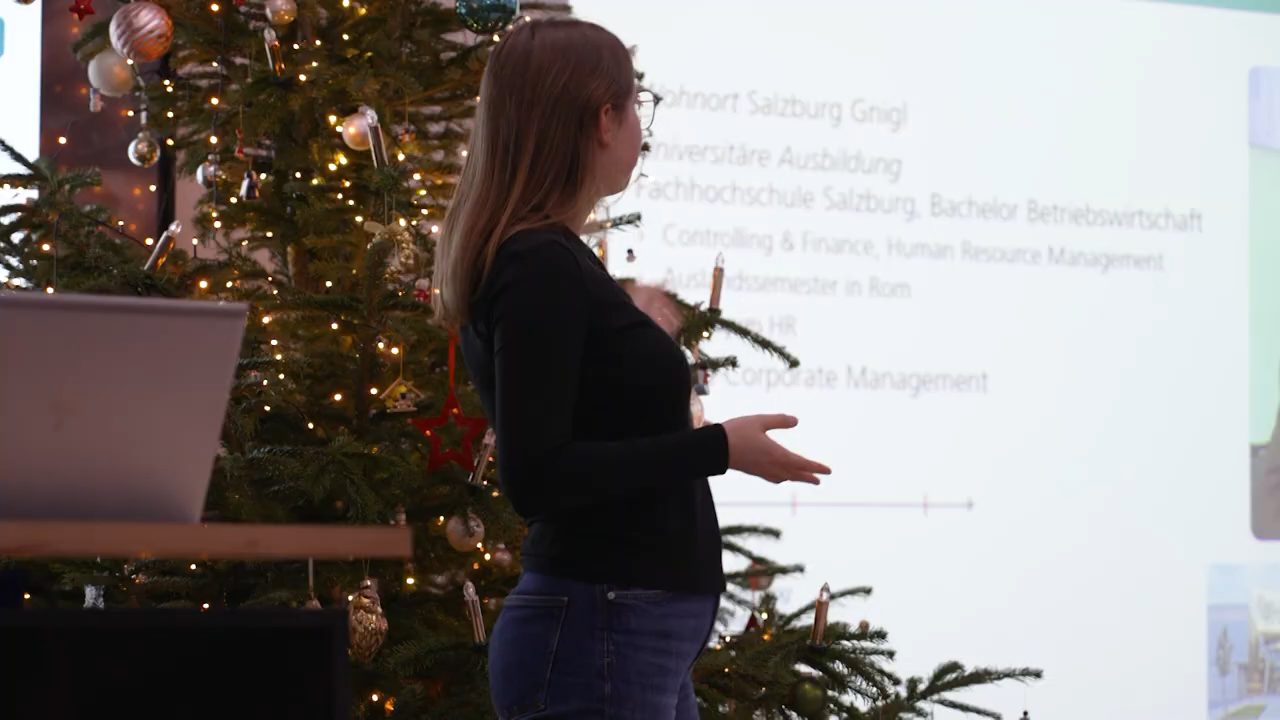 Wohnort Salzburg Gnigl
Universitäre Ausbildung
Fachhochschule Salzburg, Bachelor Betriebswirtschaft
Controlling & Finance, Human Resource Management
Auslandssemester in Rom
HR
Corporate Management